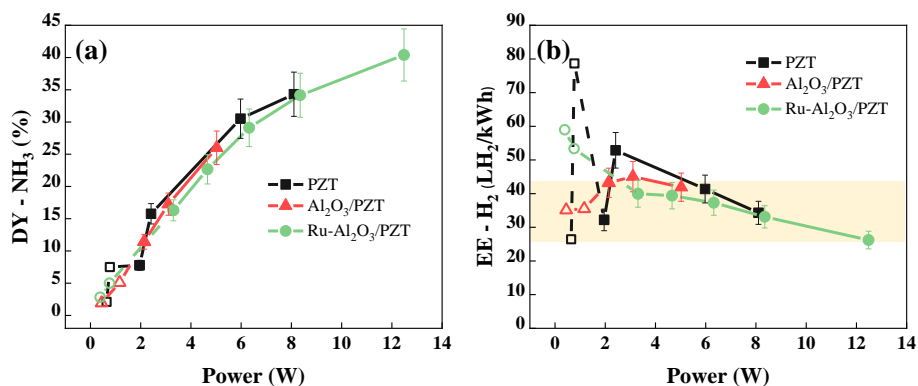 (a)
DY - NH₃ (%)
45
40
35
30
25
20
15
10
5
0
PZT
Al₂O₃/PZT
Ru-Al₂O₃/PZT
0 2 4 6 8 10 12 14
Power (W)
(b)
EE - H₂ (LH₂/kWh)
90
80
70
60
50
40
30
20
10
0
PZT
Al₂O₃/PZT
Ru-Al₂O₃/PZT
0 2 4 6 8 10 12 14
Power (W)